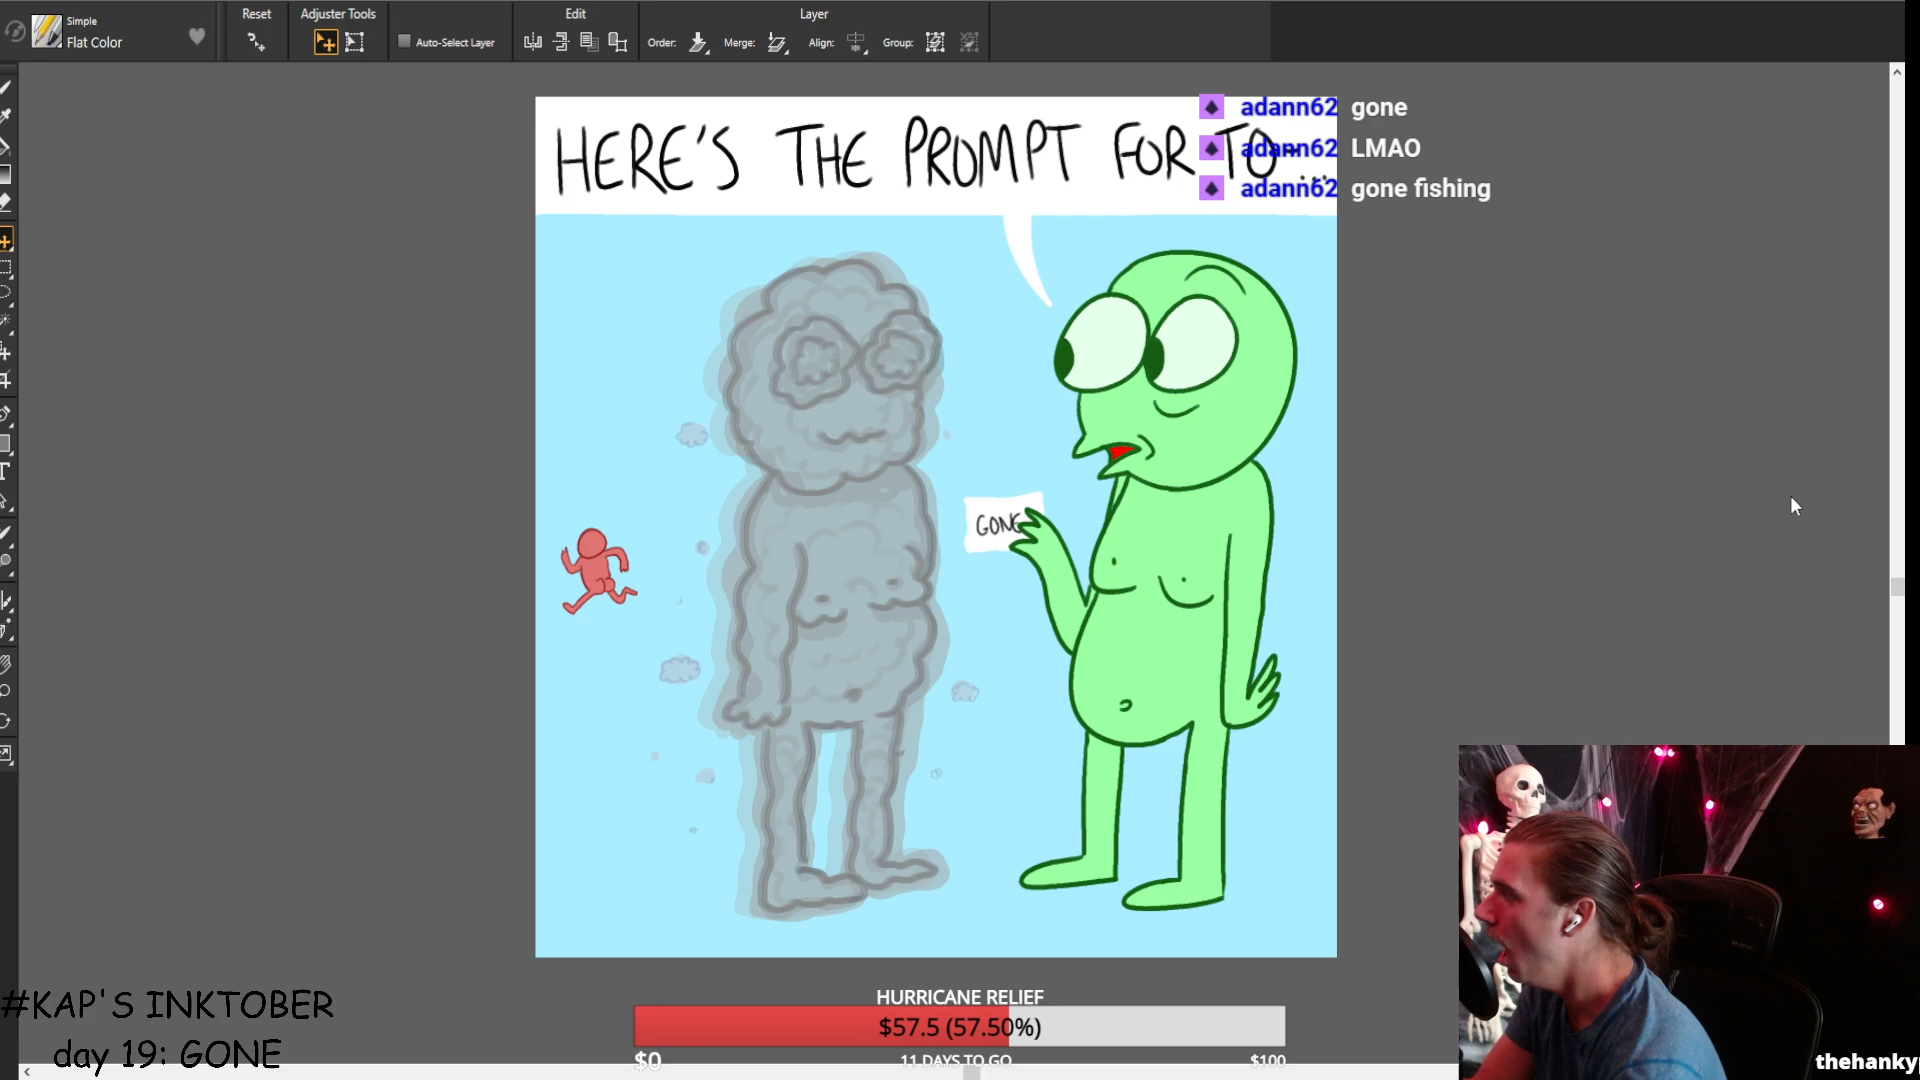 Simple
Flat Color
Reset
Adjuster Tools
Auto-Select Layer
Edit
Layer
Order:
Merge:
Align:
Group:
HERE'S THE PROMPT FOR TO-...
adann62 gone
adann62 LMAO
adann62 gone fishing
GONE
#KAP'S INKTOBER
day 19: GONE
HURRICANE RELIEF
$57.5 (57.50%)
$0
11 DAYS TO GO
$100